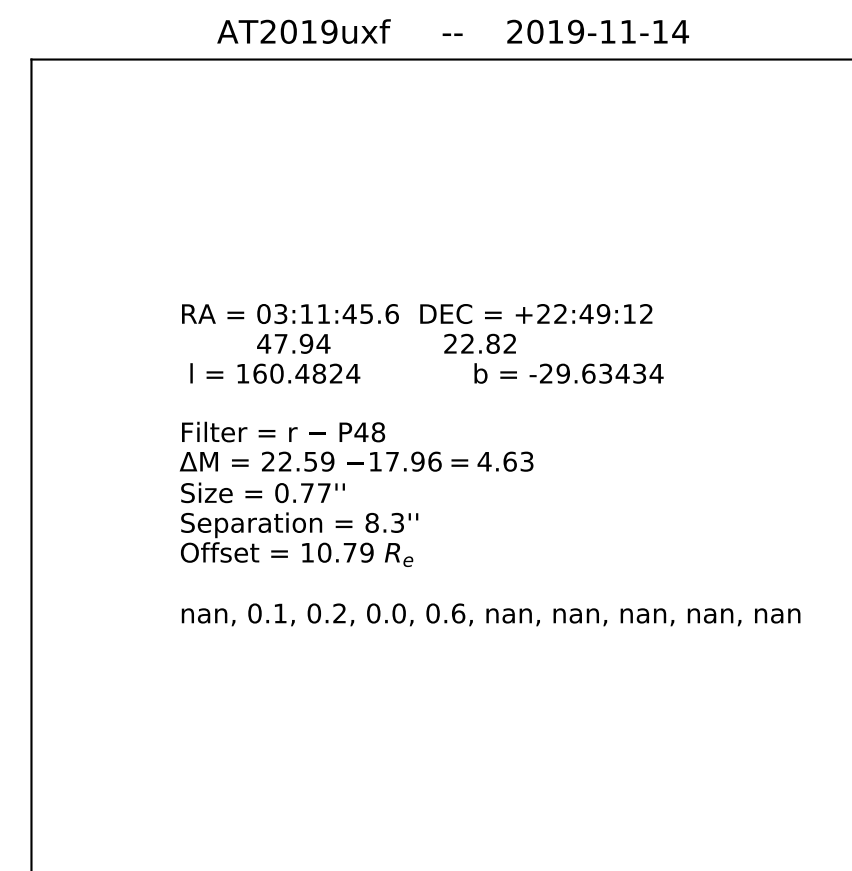 AT2019uxf -- 2019-11-14
RA = 03:11:45.6 DEC = +22:49:12
47.94 22.82
l = 160.4824 b = -29.63434
Filter = r − P48
ΔM = 22.59 −17.96 = 4.63
Size = 0.77''
Separation = 8.3''
Offset = 10.79 Rₑ
nan, 0.1, 0.2, 0.0, 0.6, nan, nan, nan, nan, nan